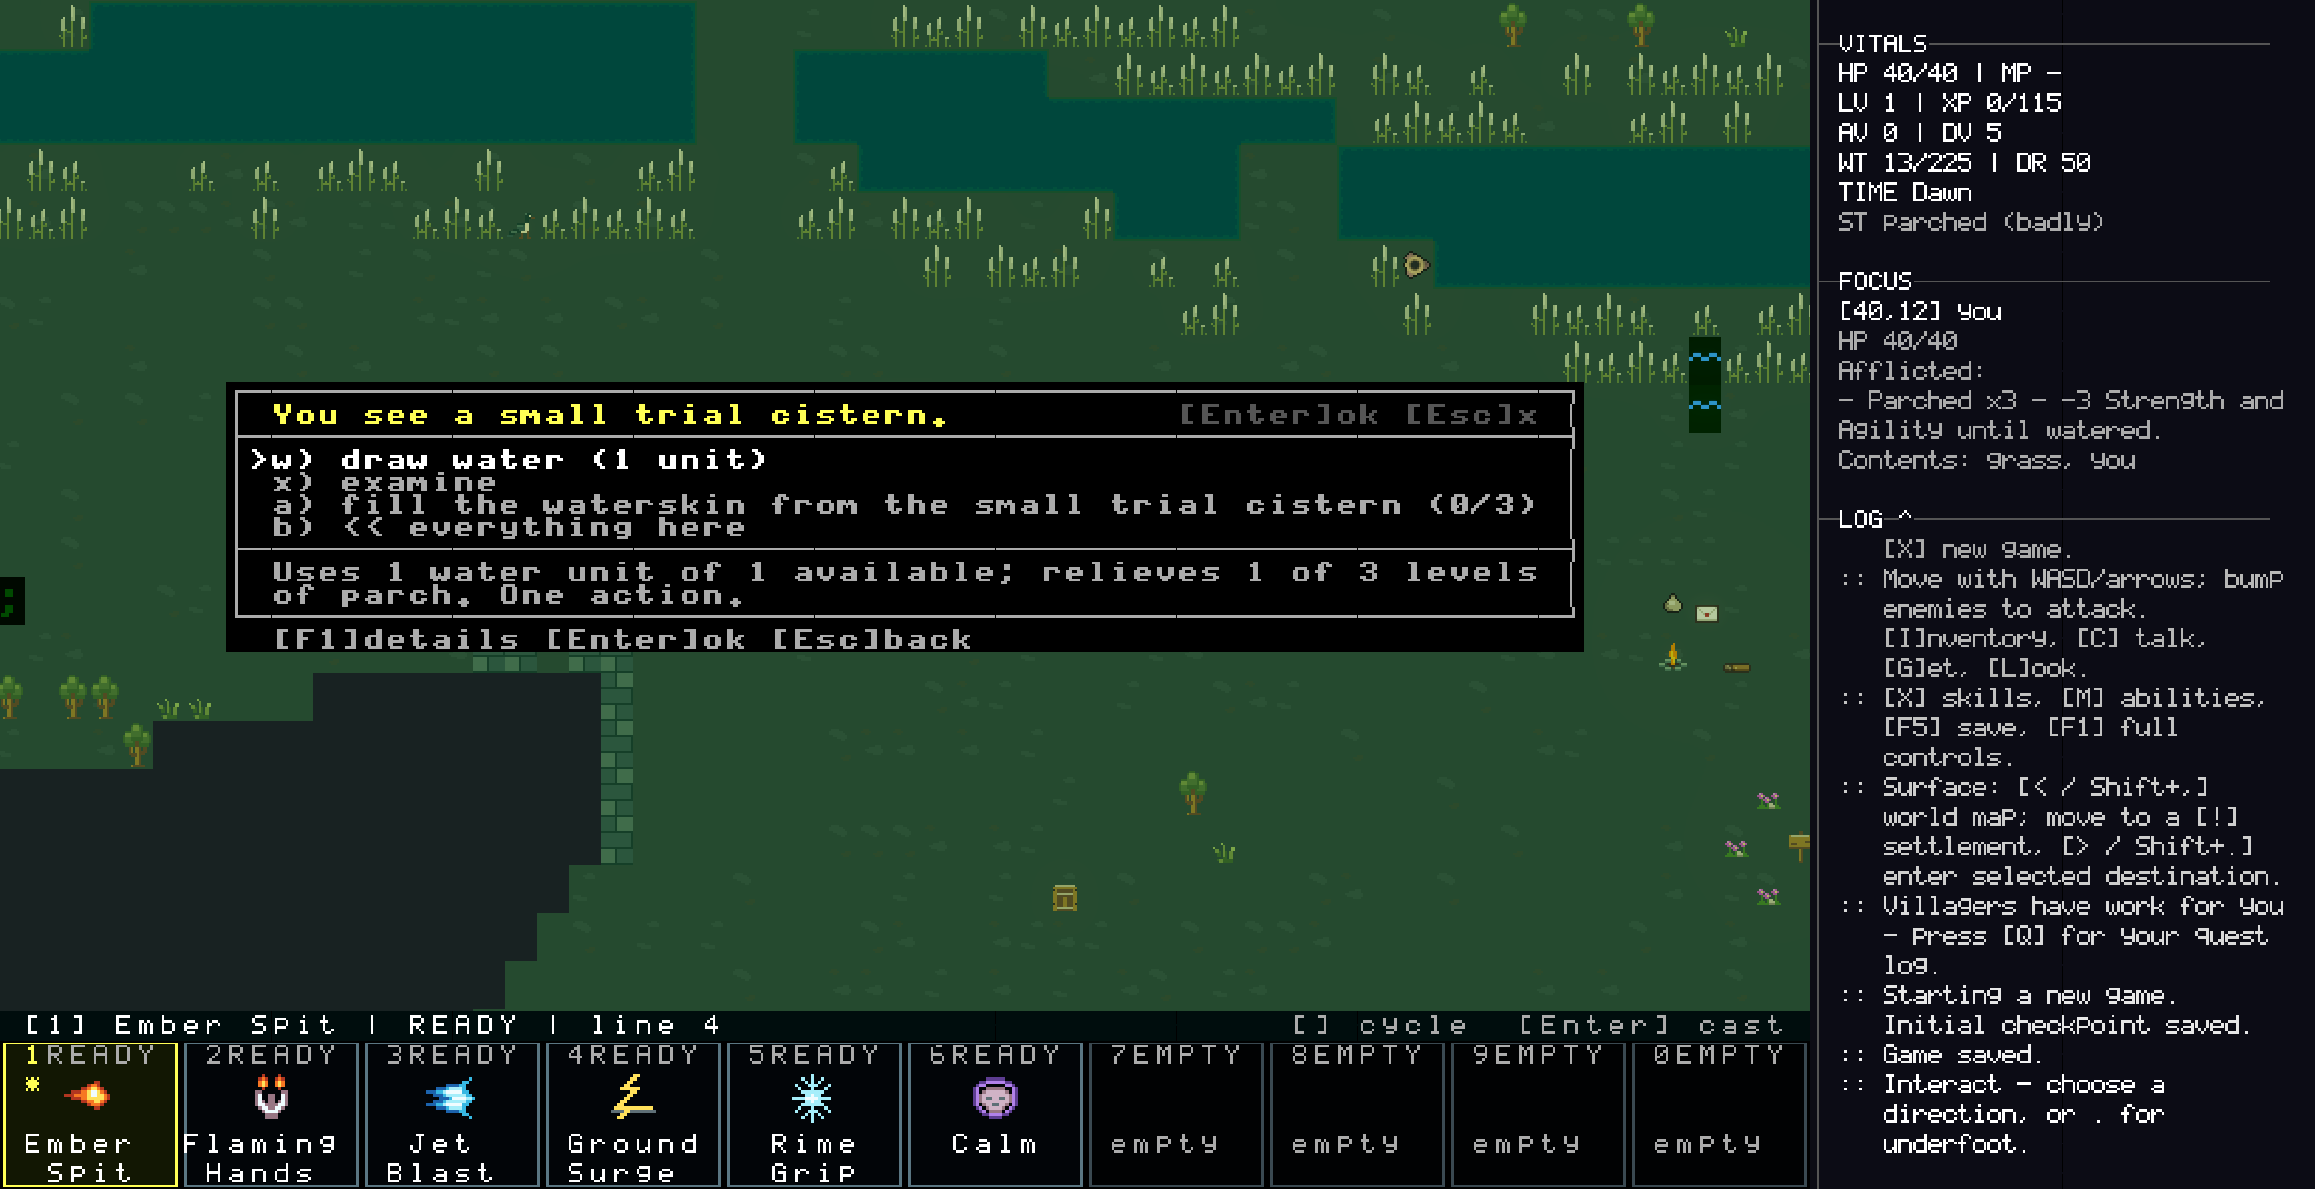 You see a small trial cistern. [Enter]ok [Esc]x
>w) draw water (1 unit)
x) examine
a) fill the waterskin from the small trial cistern (0/3)
b) << everything here
Uses 1 water unit of 1 available; relieves 1 of 3 levels
of parch. One action.
[F1]details [Enter]ok [Esc]back
[1] Ember Spit | READY | line 4
[] cycle [Enter] cast
1READY
*
Ember
Spit
2READY
Flaming
Hands
3READY
Jet
Blast
4READY
Ground
Surge
5READY
Rime
Grip
6READY
Calm
7EMPTY
empty
8EMPTY
empty
9EMPTY
empty
0EMPTY
empty
VITALS
HP 40/40 | MP -
LV 1 | XP 0/115
AV 0 | DV 5
WT 13/225 | DR 50
TIME Dawn
ST Parched (badly)
FOCUS
[40,12] you
HP 40/40
Afflicted:
- Parched x3 - -3 Strength and
Agility until watered.
Contents: grass, you
LOG ^
[X] new game.
:: Move with WASD/arrows; bump
enemies to attack.
[I]nventory, [C] talk,
[G]et, [L]ook.
:: [X] skills, [M] abilities,
[F5] save, [F1] full
controls.
:: Surface: [< / Shift+,]
world map; move to a [!]
settlement, [> / Shift+.]
enter selected destination.
:: Villagers have work for you
- Press [Q] for your quest
log.
:: Starting a new game.
Initial checkpoint saved.
:: Game saved.
:: Interact - choose a
direction, or . for
underfoot.